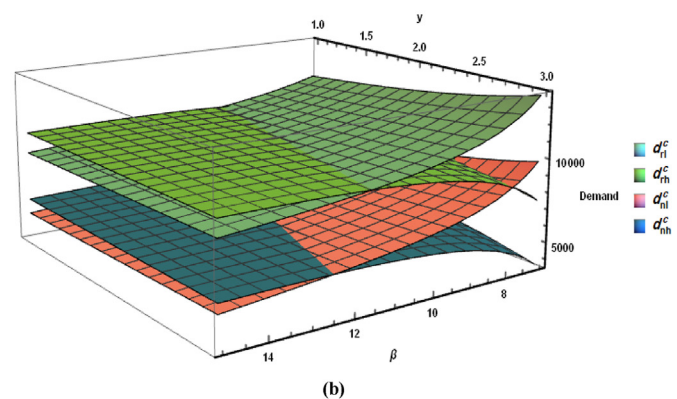 y
1.0
1.5
2.0
2.5
3.0
10000
Demand
5000
d_rl^c
d_rh^c
d_nl^c
d_nh^c
14
12
10
8
β
(b)